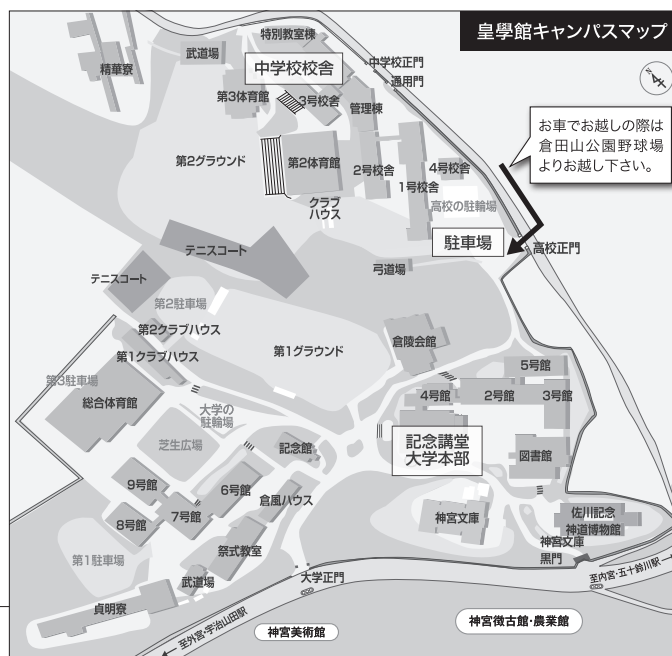 皇學館キャンパスマップ
N
お車でお越しの際は
倉田山公園野球場
よりお越し下さい。
特別教室棟
武道場
精華寮
中学校正門
中学校校舎
通用門
第3体育館
3号校舎
管理棟
第2グラウンド
第2体育館
2号校舎
4号校舎
1号校舎
クラブ
ハウス
高校の駐輪場
駐車場
高校正門
テニスコート
弓道場
テニスコート
第2駐車場
第2クラブハウス
第1クラブハウス
第1グラウンド
倉陵会館
第3駐車場
総合体育館
5号館
4号館
2号館
3号館
大学の
駐輪場
芝生広場
記念館
記念講堂
大学本部
図書館
9号館
6号館
倉風ハウス
8号館
7号館
神宮文庫
佐川記念
神道博物館
第1駐車場
祭式教室
神宮文庫
黒門
武道場
大学正門
貞明寮
至内宮・五十鈴川駅
至外宮・宇治山田駅
神宮美術館
神宮徴古館・農業館